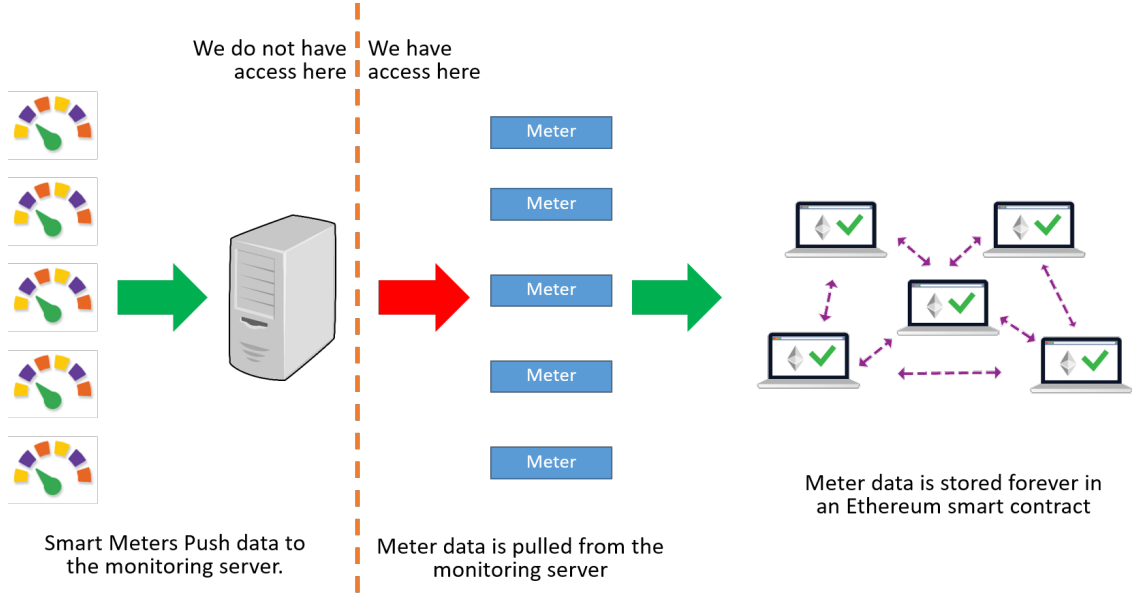 We do not have
access here
We have
access here
Meter
Meter
Meter
Meter
Meter
Smart Meters Push data to
the monitoring server.
Meter data is pulled from the
monitoring server
Meter data is stored forever in
an Ethereum smart contract